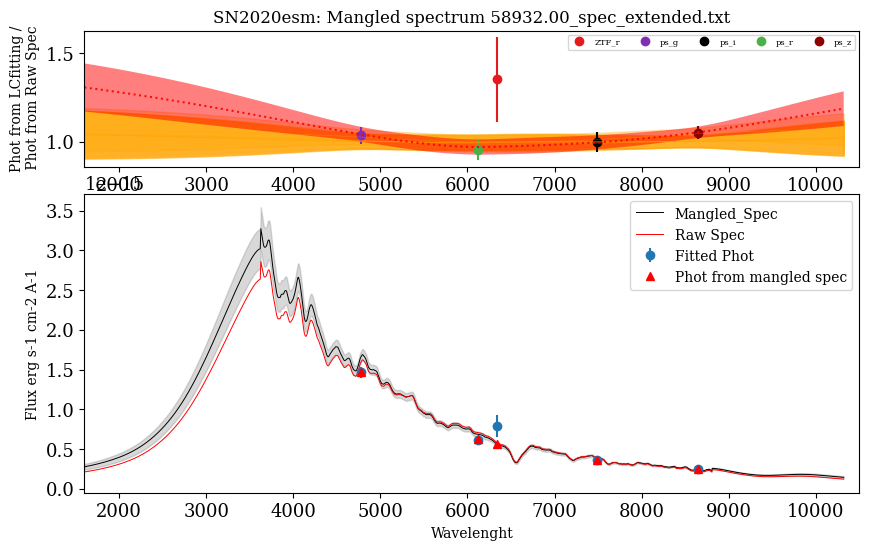 SN2020esm: Mangled spectrum 58932.00_spec_extended.txt
Phot from LCfitting /
Phot from Raw Spec
1.5
1.0
ZTF_r ps_g ps_i ps_r ps_z
2000 3000 4000 5000 6000 7000 8000 9000 10000
1e−15
Flux erg s-1 cm-2 A-1
3.5
3.0
2.5
2.0
1.5
1.0
0.5
0.0
Mangled_Spec
Raw Spec
Fitted Phot
Phot from mangled spec
2000 3000 4000 5000 6000 7000 8000 9000 10000
Wavelenght